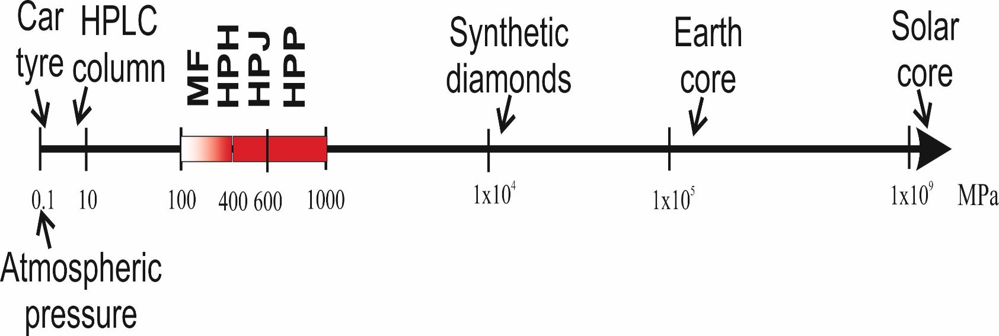 Car
tyre
HPLC
column
MF
HPH
HPJ
HPP
Synthetic
diamonds
Earth
core
Solar
core
0.1 10 100 400 600 1000 1x10⁴ 1x10⁵ 1x10⁹ MPa
Atmospheric
pressure